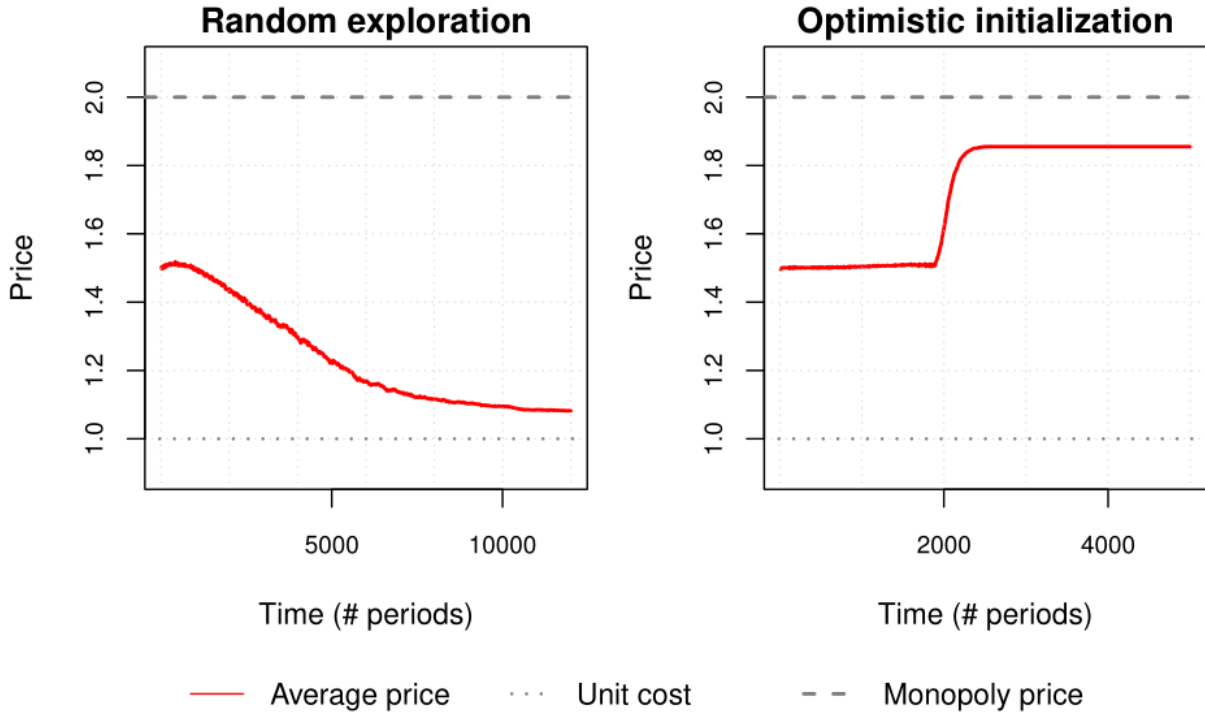 Random exploration
Price
2.0
1.8
1.6
1.4
1.2
1.0
5000 10000
Time (# periods)
Optimistic initialization
Price
2.0
1.8
1.6
1.4
1.2
1.0
2000 4000
Time (# periods)
Average price Unit cost Monopoly price